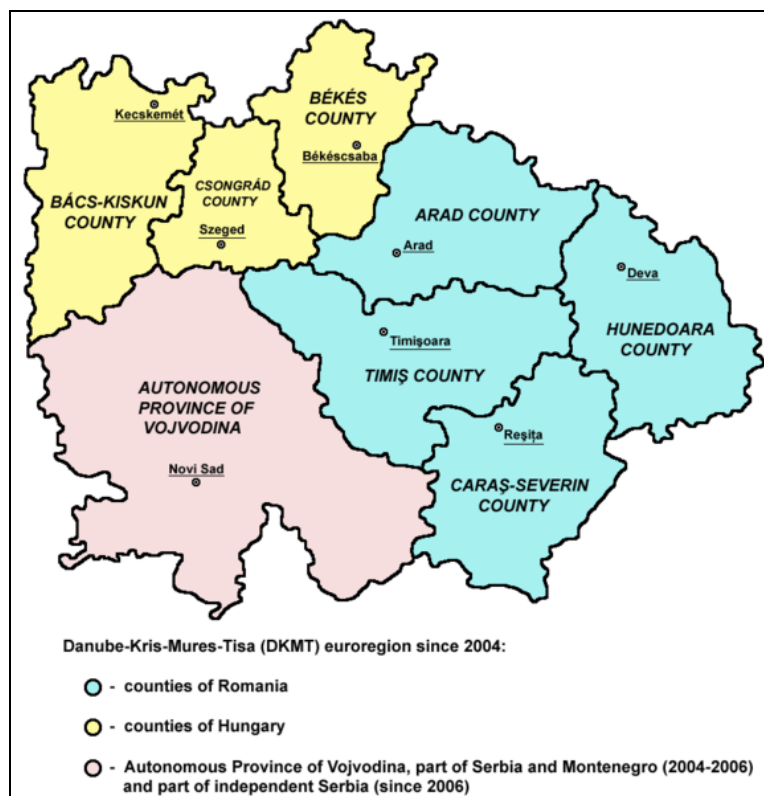 Kecskemét
BÉKÉS
COUNTY
Békéscsaba
CSONGRÁD
COUNTY
BÁCS-KISKUN
COUNTY
Szeged
ARAD COUNTY
Arad
Deva
HUNEDOARA
COUNTY
Timişoara
TIMIŞ COUNTY
AUTONOMOUS
PROVINCE OF
VOJVODINA
Novi Sad
Reşiţa
CARAŞ-SEVERIN
COUNTY
Danube-Kris-Mures-Tisa (DKMT) euroregion since 2004:
- counties of Romania
- counties of Hungary
- Autonomous Province of Vojvodina, part of Serbia and Montenegro (2004-2006)
and part of independent Serbia (since 2006)